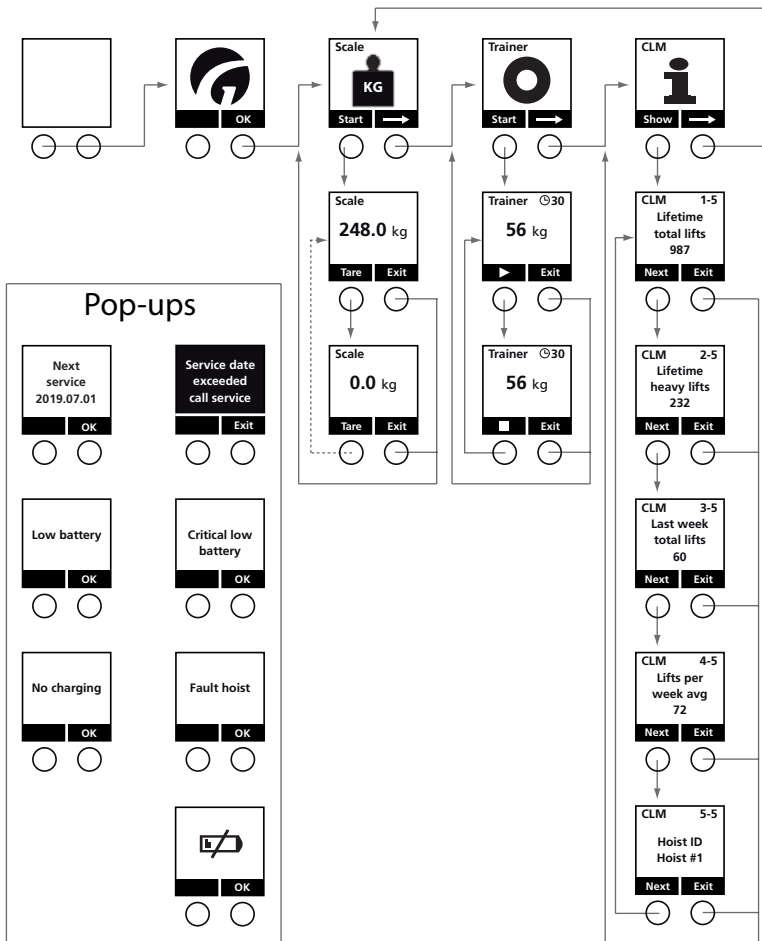 OK
Scale
KG
Start
Trainer
Start
CLM
Show
Scale
248.0 kg
Tare Exit
Trainer 30
56 kg
Exit
CLM 1-5
Lifetime
total lifts
987
Next Exit
Scale
0.0 kg
Tare Exit
Trainer 30
56 kg
Exit
CLM 2-5
Lifetime
heavy lifts
232
Next Exit
CLM 3-5
Last week
total lifts
60
Next Exit
CLM 4-5
Lifts per
week avg
72
Next Exit
CLM 5-5
Hoist ID
Hoist #1
Next Exit
Pop-ups
Next
service
2019.07.01
OK
Service date
exceeded
call service
Exit
Low battery
OK
Critical low
battery
OK
No charging
OK
Fault hoist
OK
OK